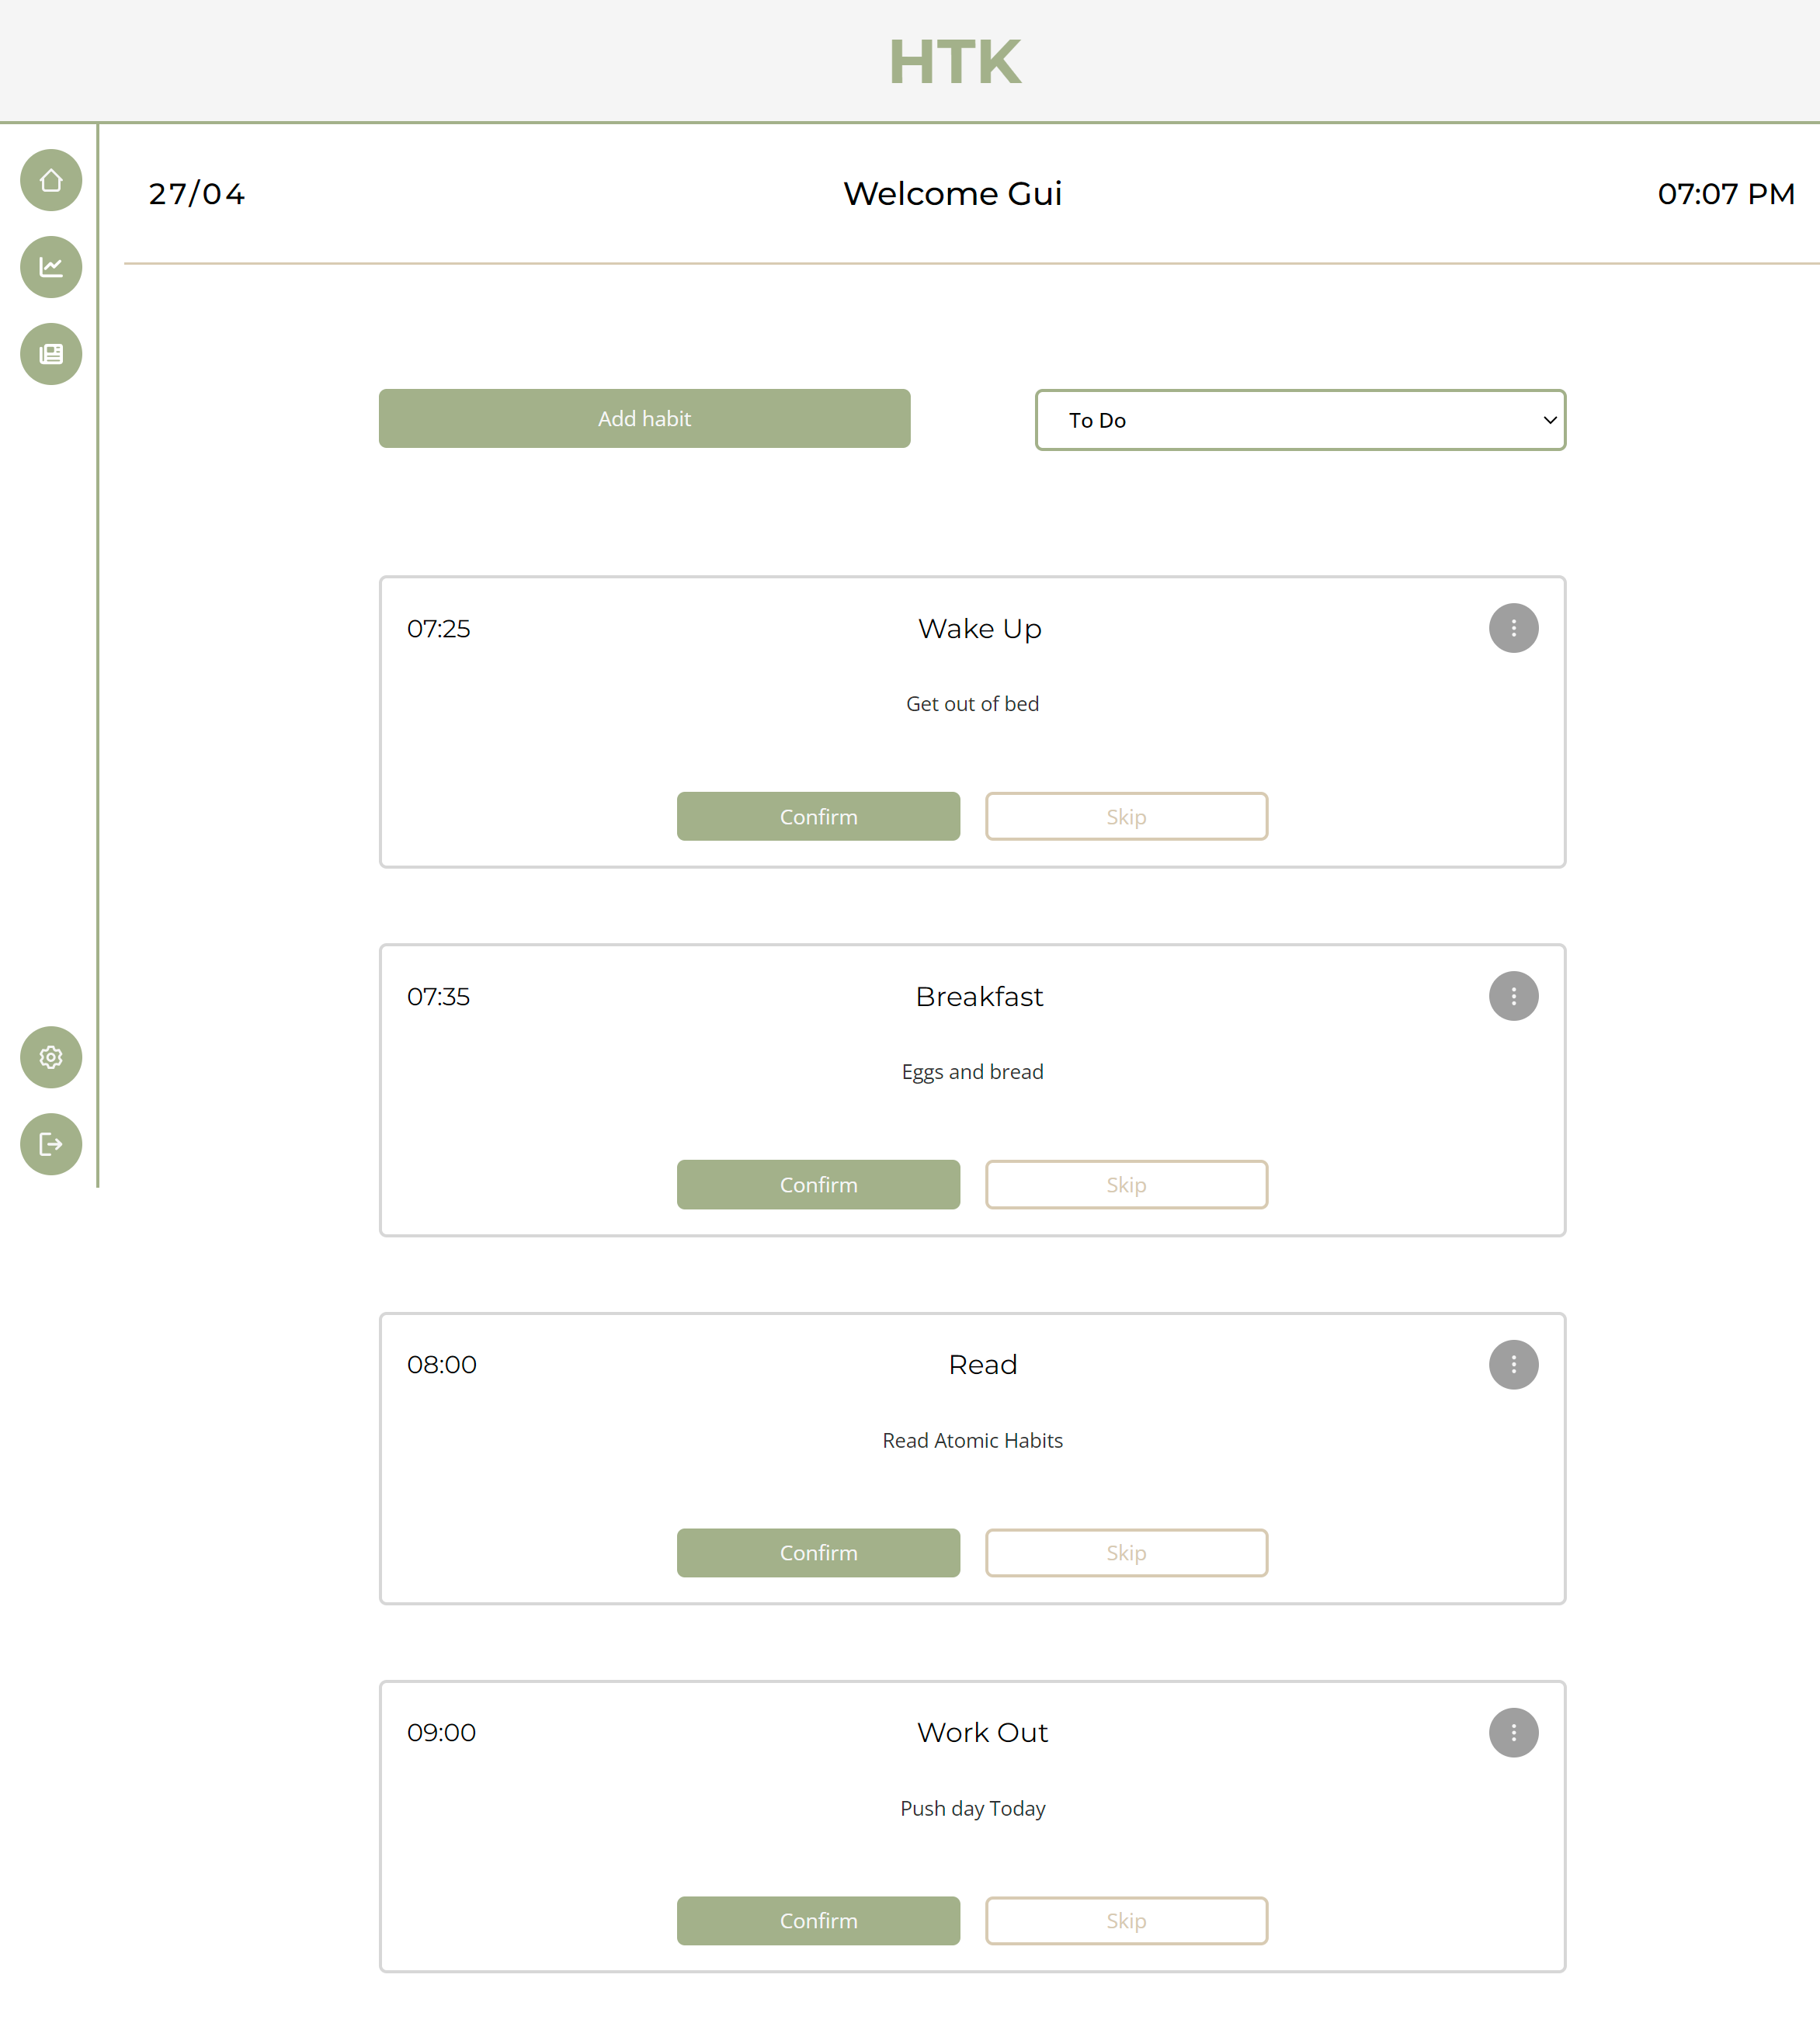 HTK
27/04
Welcome Gui
07:07 PM
Add habit
To Do
07:25
Wake Up
Get out of bed
Confirm
Skip
07:35
Breakfast
Eggs and bread
Confirm
Skip
08:00
Read
Read Atomic Habits
Confirm
Skip
09:00
Work Out
Push day Today
Confirm
Skip